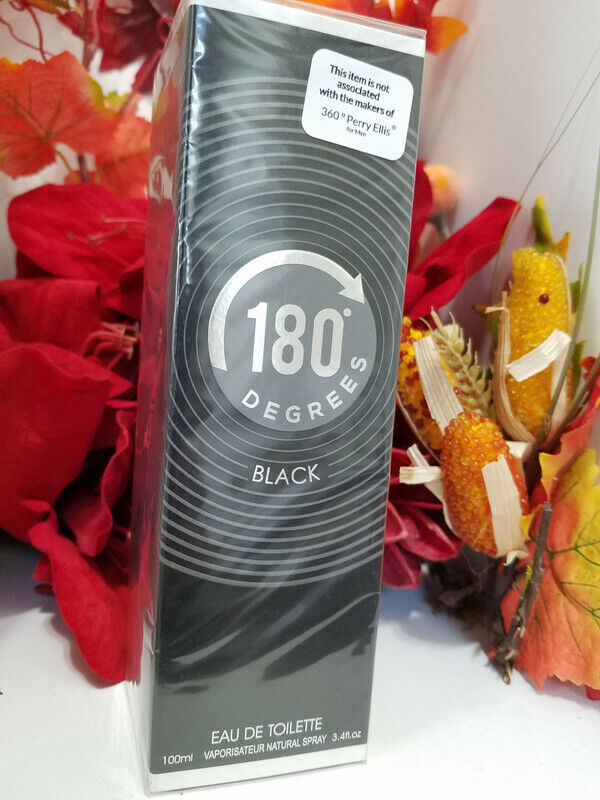 This item is not
associated
with the makers of
360° Perry Ellis®
for Men
180°
DEGREES
BLACK
EAU DE TOILETTE
100ml VAPORISATEUR NATURAL SPRAY 3.4fl.oz